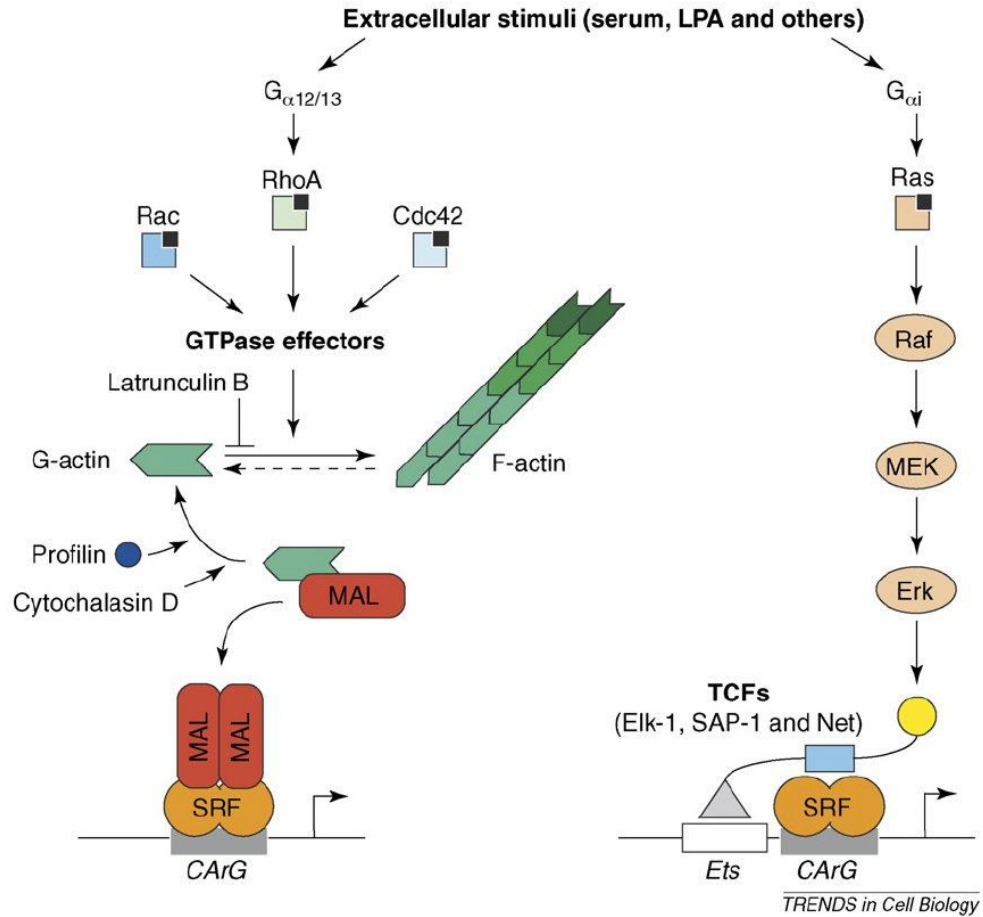 Extracellular stimuli (serum, LPA and others)
Gα12/13
Gαi
RhoA
Ras
Rac
Cdc42
GTPase effectors
Raf
Latrunculin B
G-actin
F-actin
MEK
Profilin
Cytochalasin D
MAL
Erk
TCFs
(Elk-1, SAP-1 and Net)
MAL
MAL
SRF
SRF
CArG
Ets
CArG
TRENDS in Cell Biology